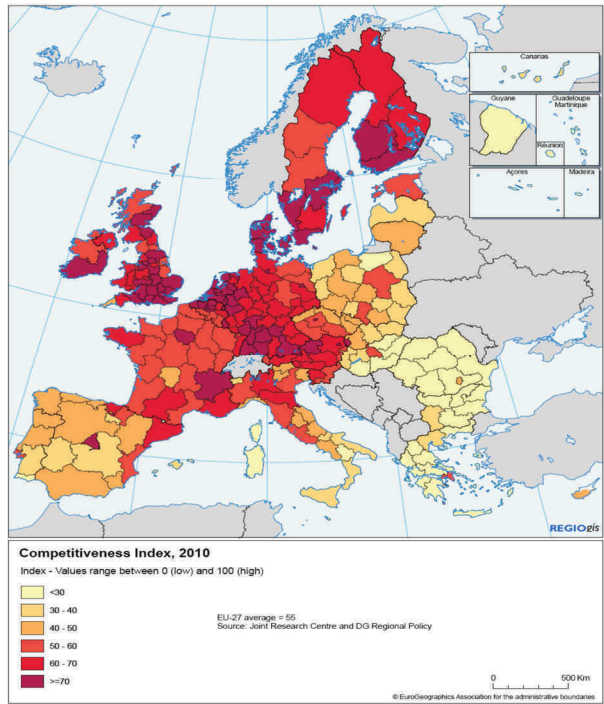 Canarias
Guyane
Guadeloupe
Martinique
Réunion
Açores
Madeira
REGIOgis
Competitiveness Index, 2010
Index - Values range between 0 (low) and 100 (high)
<30
30 - 40
40 - 50
50 - 60
60 - 70
>=70
EU-27 average = 55
Source: Joint Research Centre and DG Regional Policy
0
500 Km
© EuroGeographics Association for the administrative boundaries